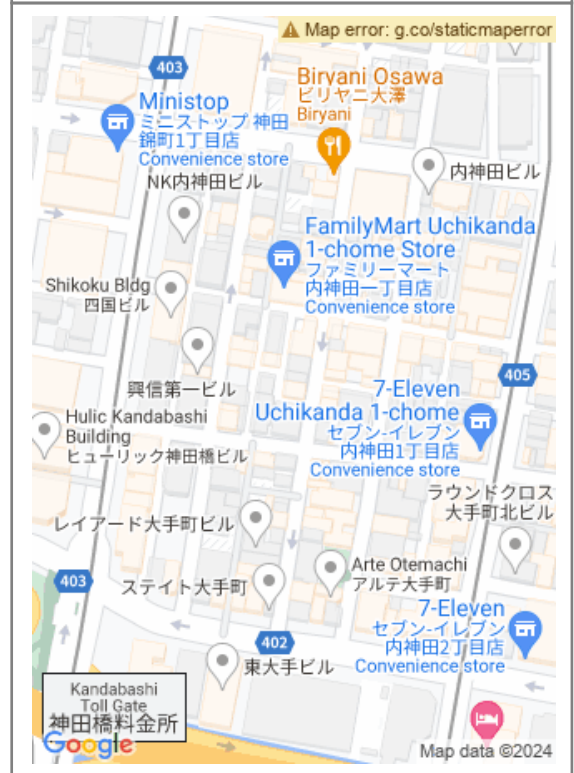 Map error: g.co/staticmaperror
403
Biryani Osawa
ビリヤニ大澤
Biryani
Ministop
ミニストップ 神田
錦町1丁目店
Convenience store
内神田ビル
NK内神田ビル
FamilyMart Uchikanda
1-chome Store
ファミリーマート
内神田一丁目店
Convenience store
Shikoku Bldg
四国ビル
405
興信第一ビル
7-Eleven
Uchikanda 1-chome
セブン-イレブン
内神田1丁目店
Convenience store
Hulic Kandabashi
Building
ヒューリック神田橋ビル
ラウンドクロス
大手町北ビル
レイアード大手町ビル
Arte Otemachi
アルテ大手町
403
ステイト大手町
7-Eleven
セブン-イレブン
内神田2丁目店
Convenience store
402
東大手ビル
Kandabashi
Toll Gate
神田橋料金所
Google
Map data ©2024